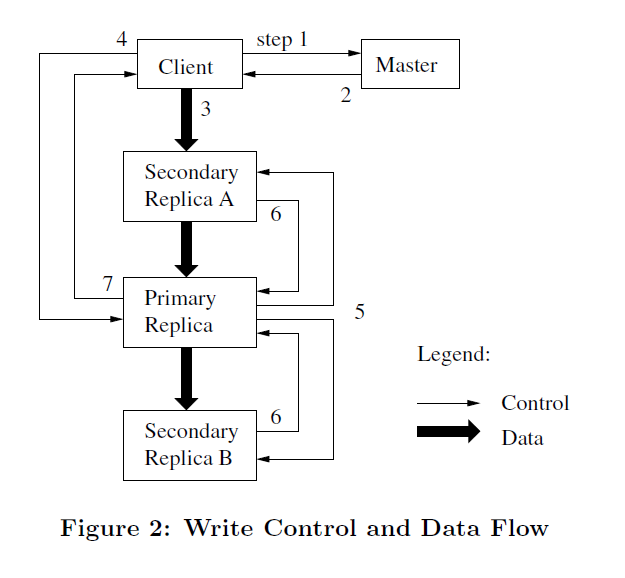 4
step 1
Client
Master
2
3
Secondary
Replica A
6
7
Primary
Replica
5
Legend:
Control
6
Secondary
Replica B
Data
Figure 2: Write Control and Data Flow